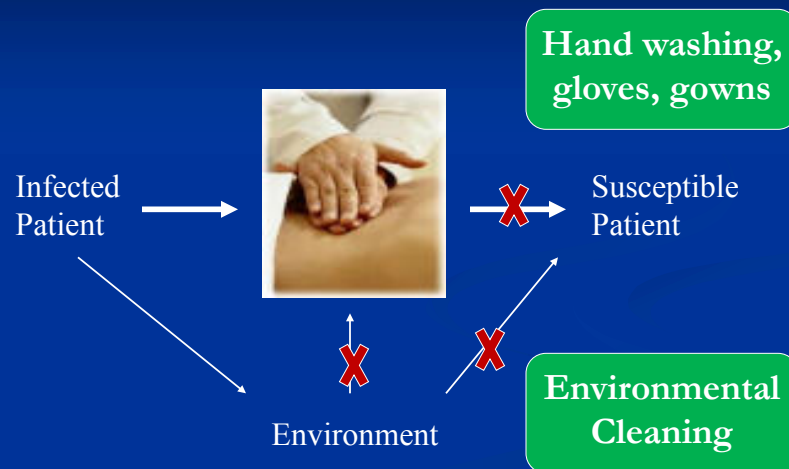 Hand washing,
gloves, gowns
Infected
Patient
Susceptible
Patient
Environment
Environmental
Cleaning